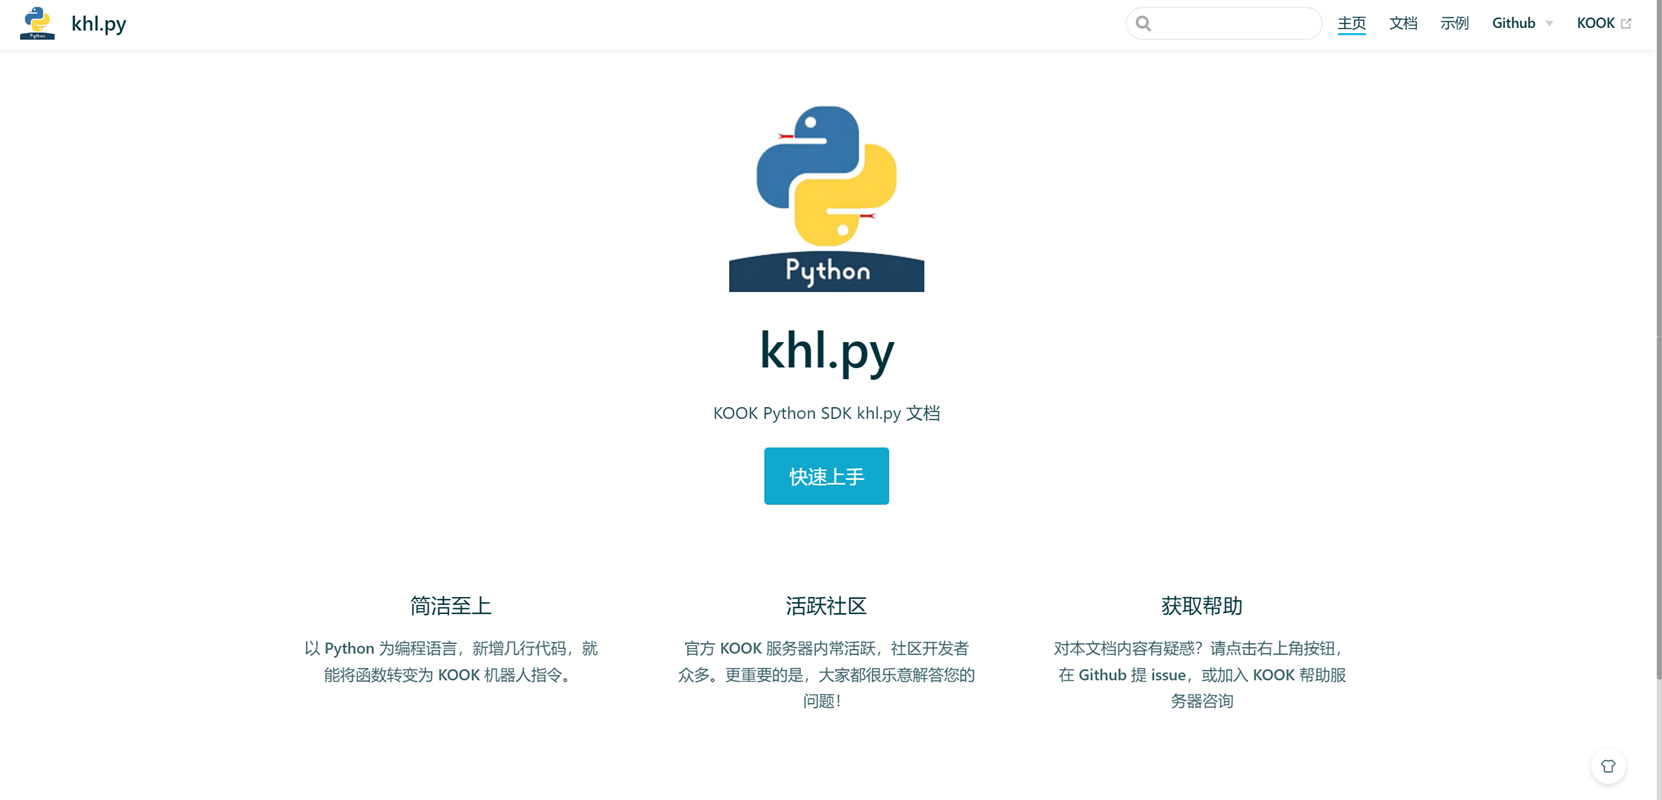 Python
khl.py
主页 文档 示例 Github KOOK
Python
khl.py
KOOK Python SDK khl.py 文档
快速上手
简洁至上
以 Python 为编程语言，新增几行代码，就
能将函数转变为 KOOK 机器人指令。
活跃社区
官方 KOOK 服务器内常活跃，社区开发者
众多。更重要的是，大家都很乐意解答您的
问题！
获取帮助
对本文档内容有疑惑？请点击右上角按钮，
在 Github 提 issue，或加入 KOOK 帮助服
务器咨询